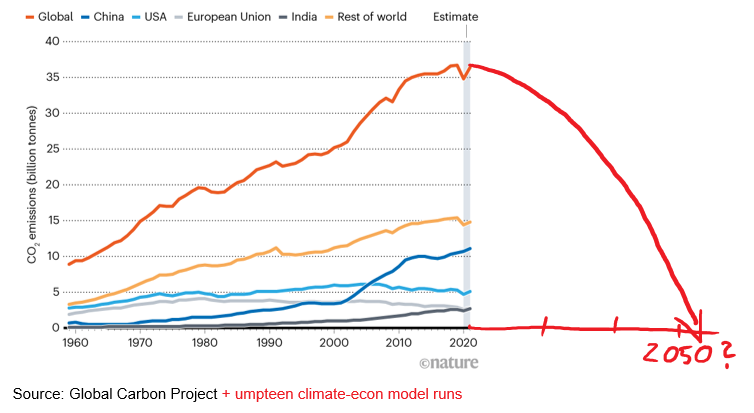 Global China USA European Union India Rest of world Estimate
40
35
30
25
20
15
10
5
0
CO2 emissions (billion tonnes)
1960 1970 1980 1990 2000 2010 2020
2050?
©nature
Source: Global Carbon Project + umpteen climate-econ model runs